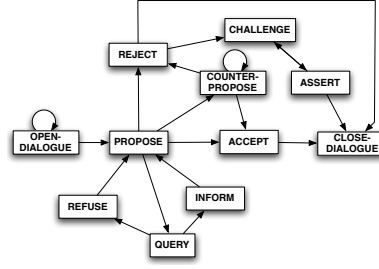 CHALLENGE
REJECT
COUNTER-
PROPOSE
ASSERT
OPEN-
DIALOGUE
PROPOSE
ACCEPT
CLOSE-
DIALOGUE
REFUSE
INFORM
QUERY